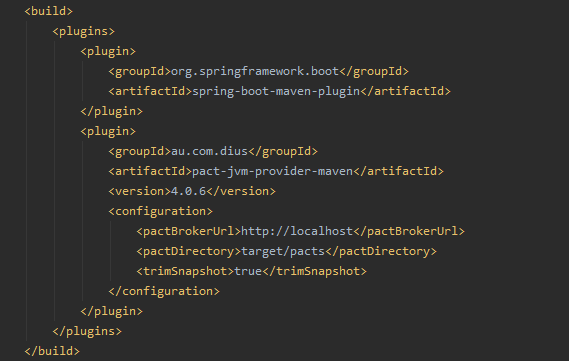 <build>
<plugins>
<plugin>
<groupId>org.springframework.boot</groupId>
<artifactId>spring-boot-maven-plugin</artifactId>
</plugin>
<plugin>
<groupId>au.com.dius</groupId>
<artifactId>pact-jvm-provider-maven</artifactId>
<version>4.0.6</version>
<configuration>
<pactBrokerUrl>http://localhost</pactBrokerUrl>
<pactDirectory>target/pacts</pactDirectory>
<trimSnapshot>true</trimSnapshot>
</configuration>
</plugin>
</plugins>
</build>